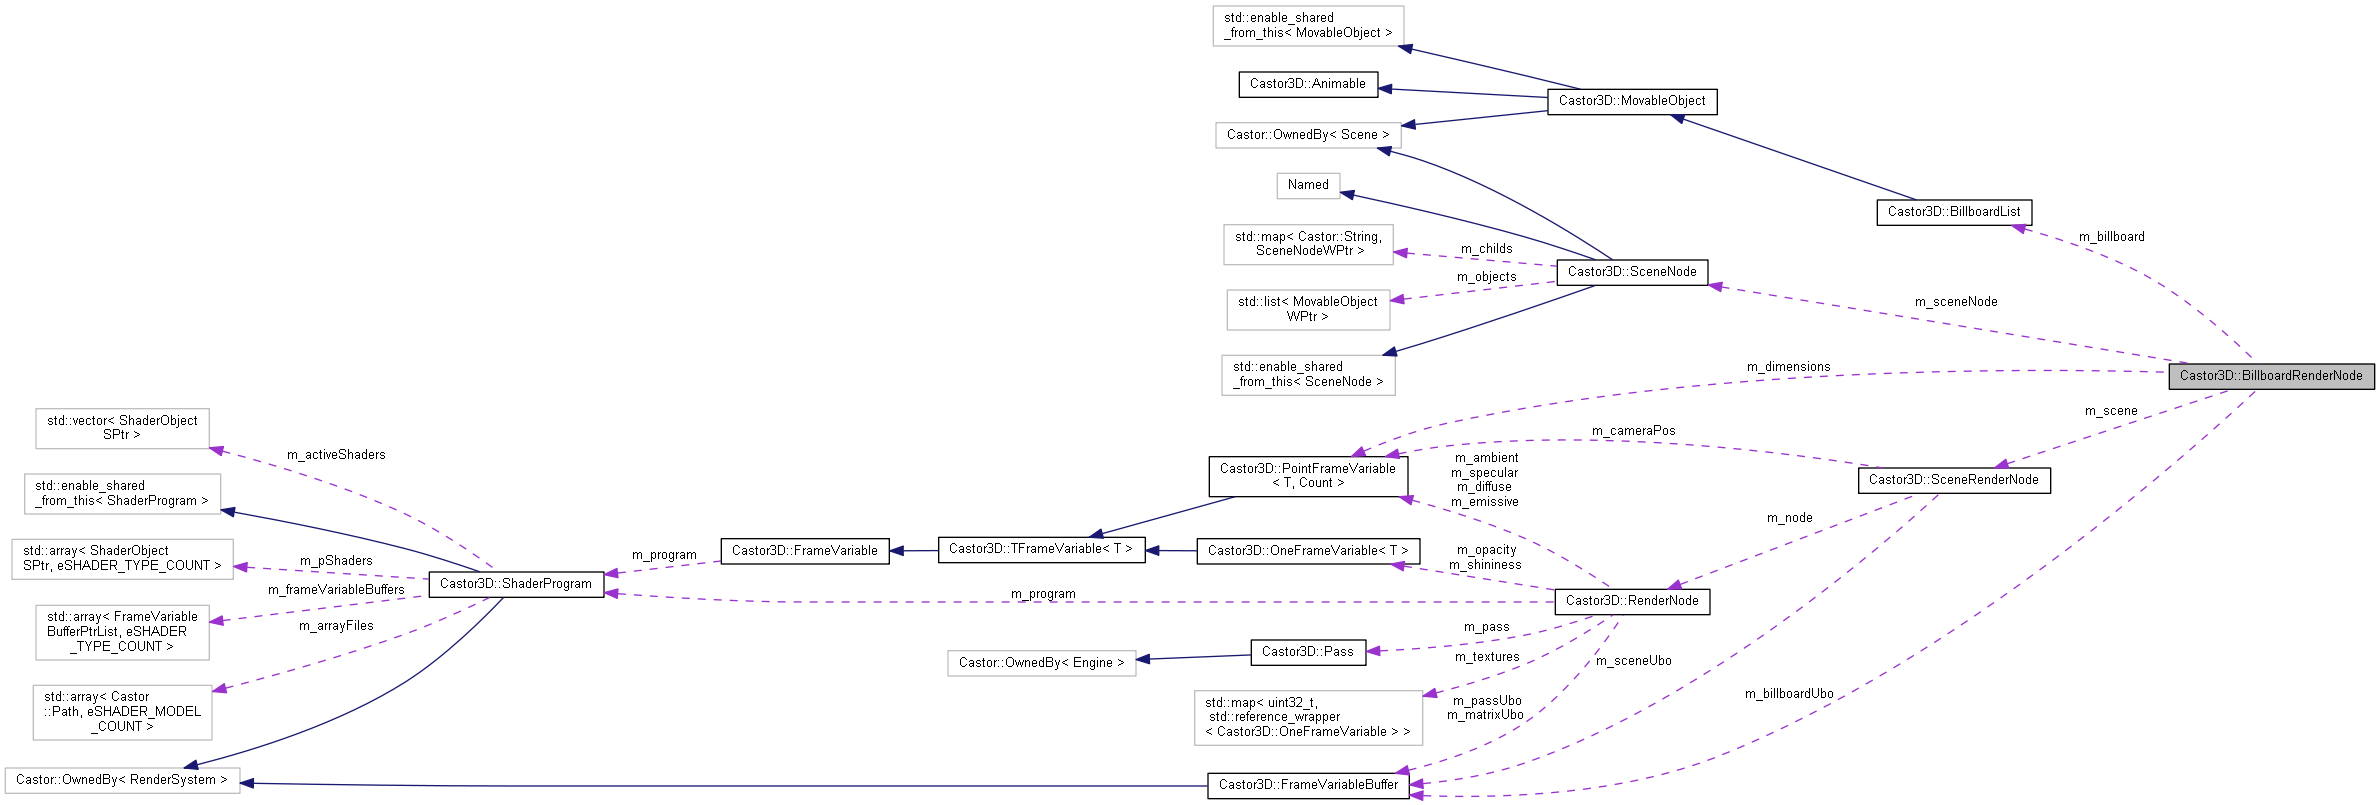 std::enable_shared
_from_this< MovableObject >
Castor3D::Animable
Castor3D::MovableObject
Castor::OwnedBy< Scene >
Named
Castor3D::BillboardList
std::map< Castor::String,
SceneNodeWPtr >
m_childs
m_billboard
Castor3D::SceneNode
m_objects
std::list< MovableObject
WPtr >
m_sceneNode
std::enable_shared
_from_this< SceneNode >
m_dimensions
Castor3D::BillboardRenderNode
std::vector< ShaderObject
SPtr >
m_activeShaders
m_cameraPos
m_scene
Castor3D::PointFrameVariable
< T, Count >
m_ambient
m_specular
m_diffuse
m_emissive
Castor3D::SceneRenderNode
std::enable_shared
_from_this< ShaderProgram >
m_node
std::array< ShaderObject
SPtr, eSHADER_TYPE_COUNT >
m_pShaders
m_program
Castor3D::FrameVariable
Castor3D::TFrameVariable< T >
Castor3D::OneFrameVariable< T >
m_opacity
m_shininess
Castor3D::ShaderProgram
m_frameVariableBuffers
m_program
Castor3D::RenderNode
std::array< FrameVariable
BufferPtrList, eSHADER
_TYPE_COUNT >
m_arrayFiles
m_pass
Castor::OwnedBy< Engine >
Castor3D::Pass
m_textures
m_sceneUbo
std::array< Castor
::Path, eSHADER_MODEL
_COUNT >
std::map< uint32_t,
std::reference_wrapper
< Castor3D::OneFrameVariable > >
m_passUbo
m_matrixUbo
m_billboardUbo
Castor::OwnedBy< RenderSystem >
Castor3D::FrameVariableBuffer